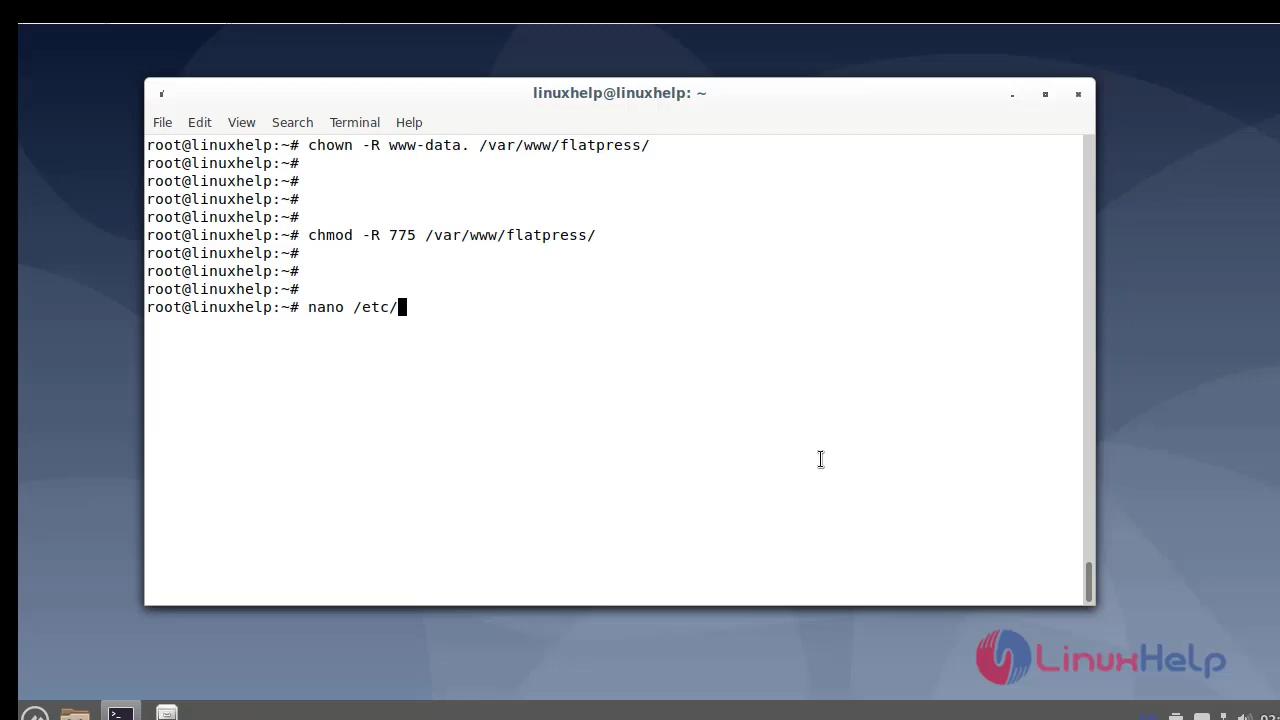 linuxhelp@linuxhelp: ~
File Edit View Search Terminal Help
root@linuxhelp:~# chown -R www-data. /var/www/flatpress/
root@linuxhelp:~#
root@linuxhelp:~#
root@linuxhelp:~#
root@linuxhelp:~#
root@linuxhelp:~# chmod -R 775 /var/www/flatpress/
root@linuxhelp:~#
root@linuxhelp:~#
root@linuxhelp:~#
root@linuxhelp:~# nano /etc/
LinuxHelp